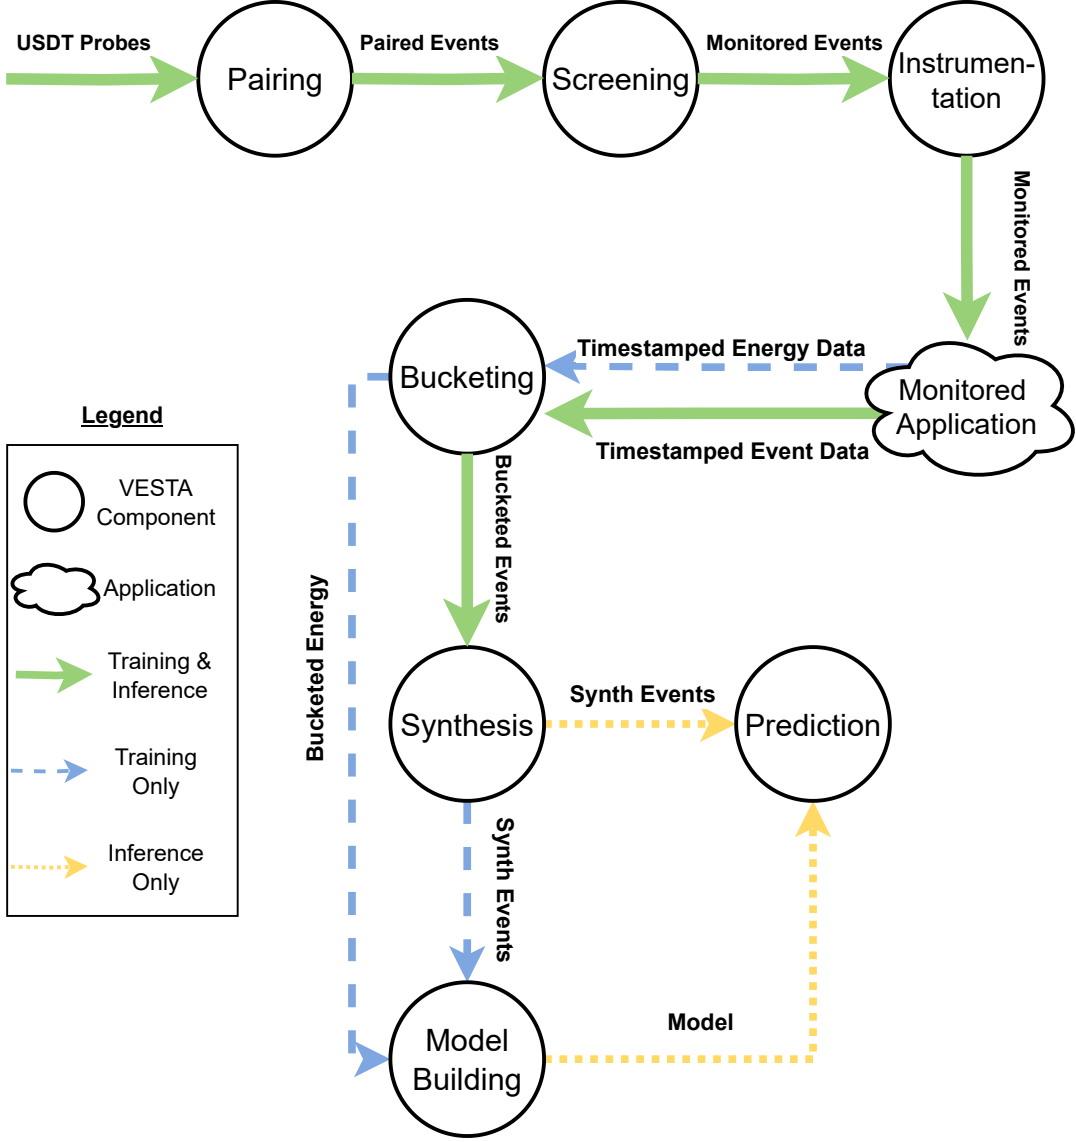 USDT Probes
Pairing
Paired Events
Screening
Monitored Events
Instrumen-
tation
Monitored Events
Monitored
Application
Timestamped Energy Data
Timestamped Event Data
Bucketing
Bucketed Events
Bucketed Energy
Synthesis
Synth Events
Prediction
Synth Events
Model
Building
Model
Legend
VESTA
Component
Application
Training &
Inference
Training
Only
Inference
Only